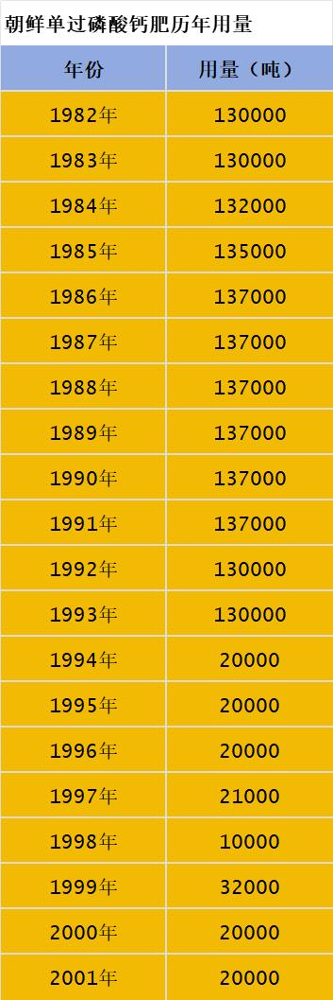 朝鲜单过磷酸钙肥历年用量
年份 用量（吨）
1982年 130000
1983年 130000
1984年 132000
1985年 135000
1986年 137000
1987年 137000
1988年 137000
1989年 137000
1990年 137000
1991年 137000
1992年 130000
1993年 130000
1994年 20000
1995年 20000
1996年 20000
1997年 21000
1998年 10000
1999年 32000
2000年 20000
2001年 20000